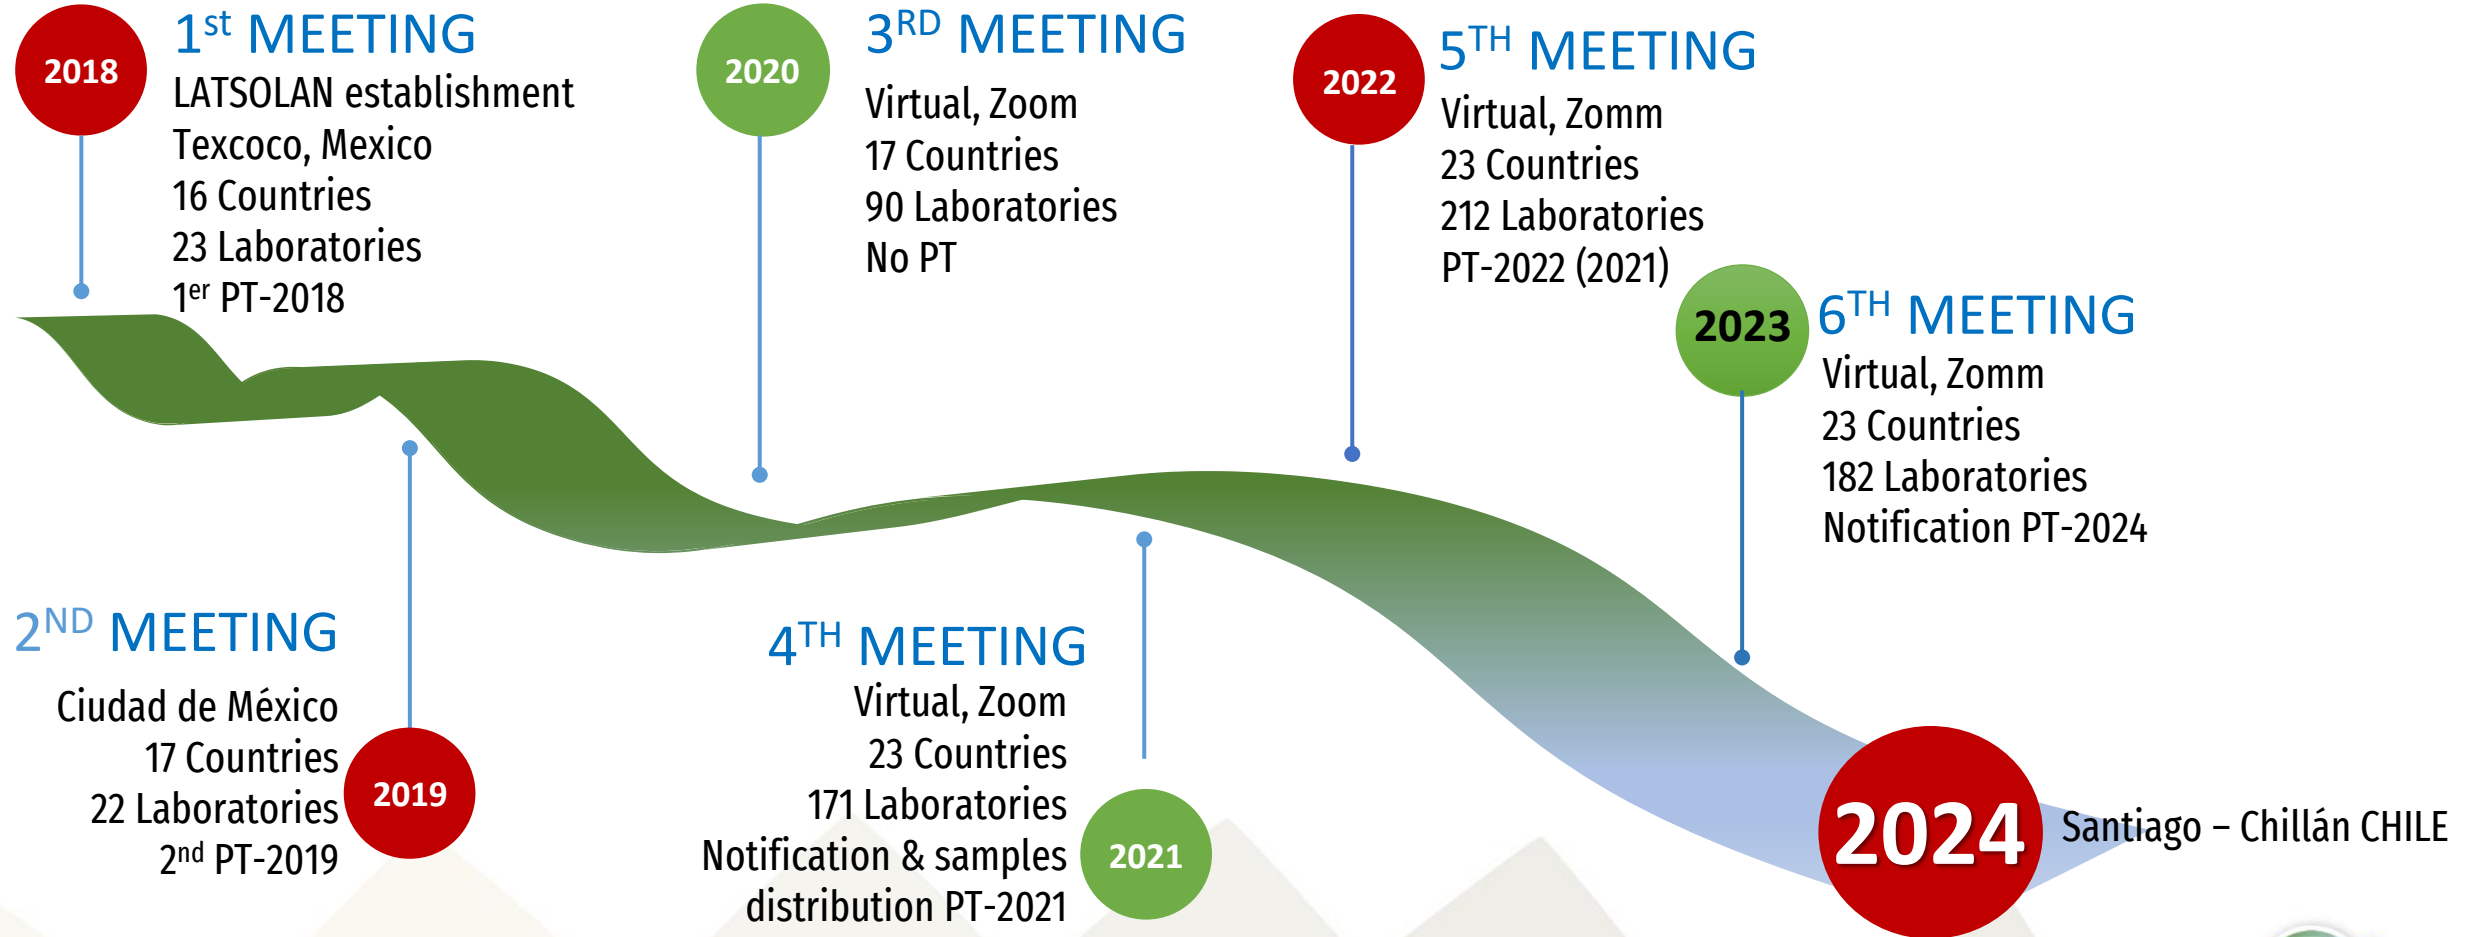 2018
1st MEETING
LATSOLAN establishment
Texcoco, Mexico
16 Countries
23 Laboratories
1er PT-2018
2ND MEETING
Ciudad de México
17 Countries
22 Laboratories
2nd PT-2019
2019
2020
3RD MEETING
Virtual, Zoom
17 Countries
90 Laboratories
No PT
4TH MEETING
Virtual, Zoom
23 Countries
171 Laboratories
Notification & samples
distribution PT-2021
2021
2022
5TH MEETING
Virtual, Zomm
23 Countries
212 Laboratories
PT-2022 (2021)
2023
6TH MEETING
Virtual, Zomm
23 Countries
182 Laboratories
Notification PT-2024
2024
Santiago – Chillán CHILE